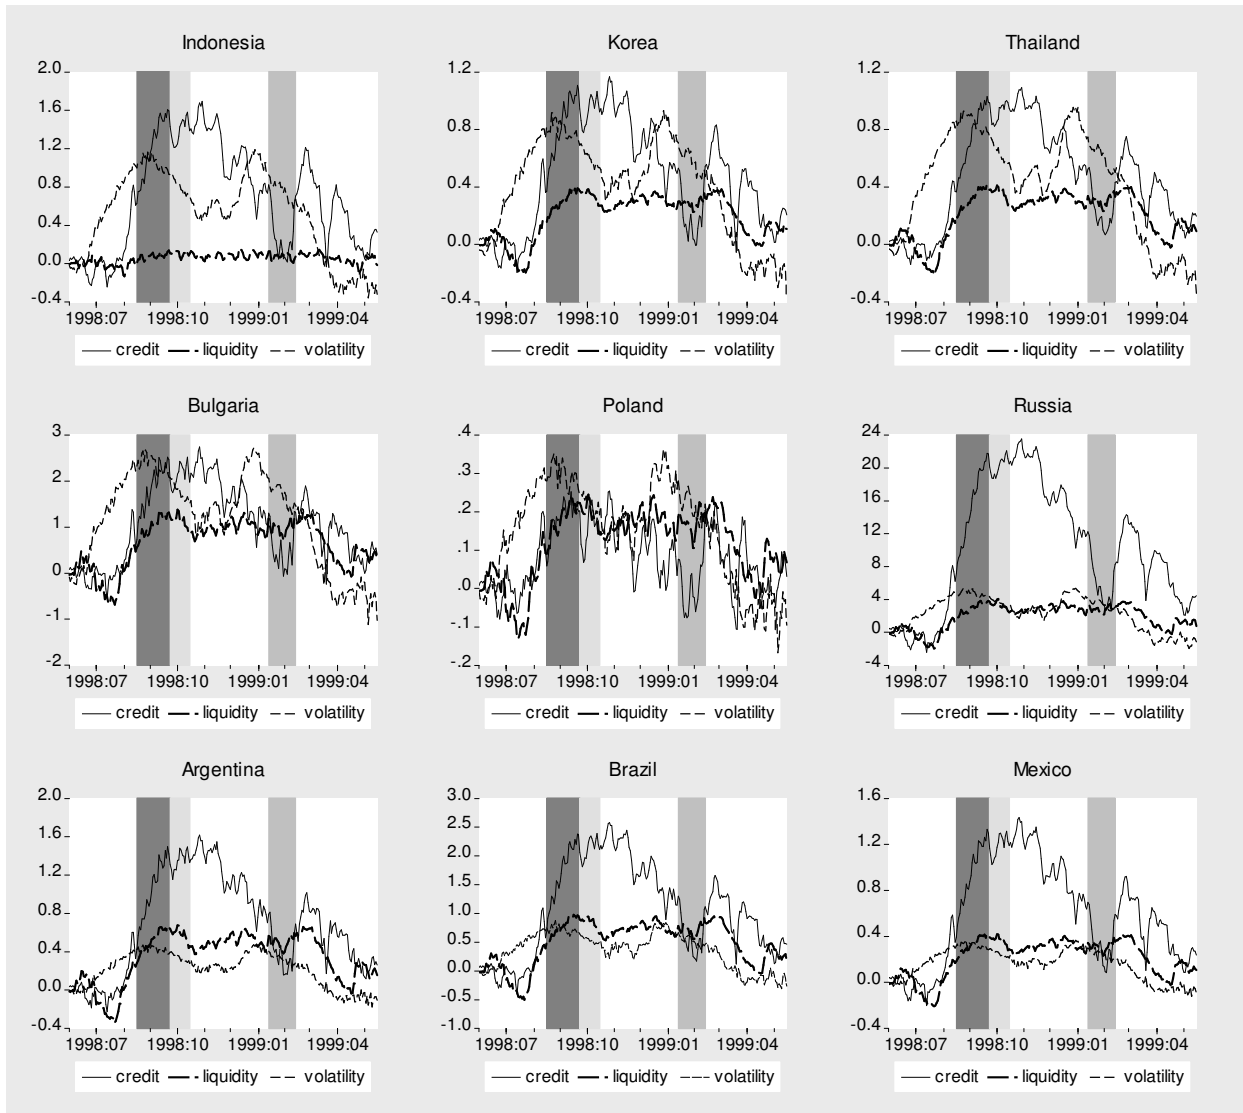 Indonesia Korea Thailand
2.0 1.2 1.2
1.6
1.2 0.8 0.8
0.8 0.4 0.4
0.4
0.0 0.0 0.0
-0.4 -0.4 -0.4
1998:07 1998:10 1999:01 1999:04 1998:07 1998:10 1999:01 1999:04 1998:07 1998:10 1999:01 1999:04
credit liquidity volatility credit liquidity volatility credit liquidity volatility
Bulgaria Poland Russia
3 .4 24
.3 20
2 .2 16
1 .1 12
8
0 .0 4
-1 -.1 0
-2 -.2 -4
1998:07 1998:10 1999:01 1999:04 1998:07 1998:10 1999:01 1999:04 1998:07 1998:10 1999:01 1999:04
credit liquidity volatility credit liquidity volatility credit liquidity volatility
Argentina Brazil Mexico
2.0 3.0 1.6
1.6 2.5
2.0 1.2
1.2 1.5
0.8 1.0 0.8
0.4 0.5 0.4
0.0 0.0
-0.5 0.0
-0.4 -1.0 -0.4
1998:07 1998:10 1999:01 1999:04 1998:07 1998:10 1999:01 1999:04 1998:07 1998:10 1999:01 1999:04
credit liquidity volatility credit liquidity volatility credit liquidity volatility